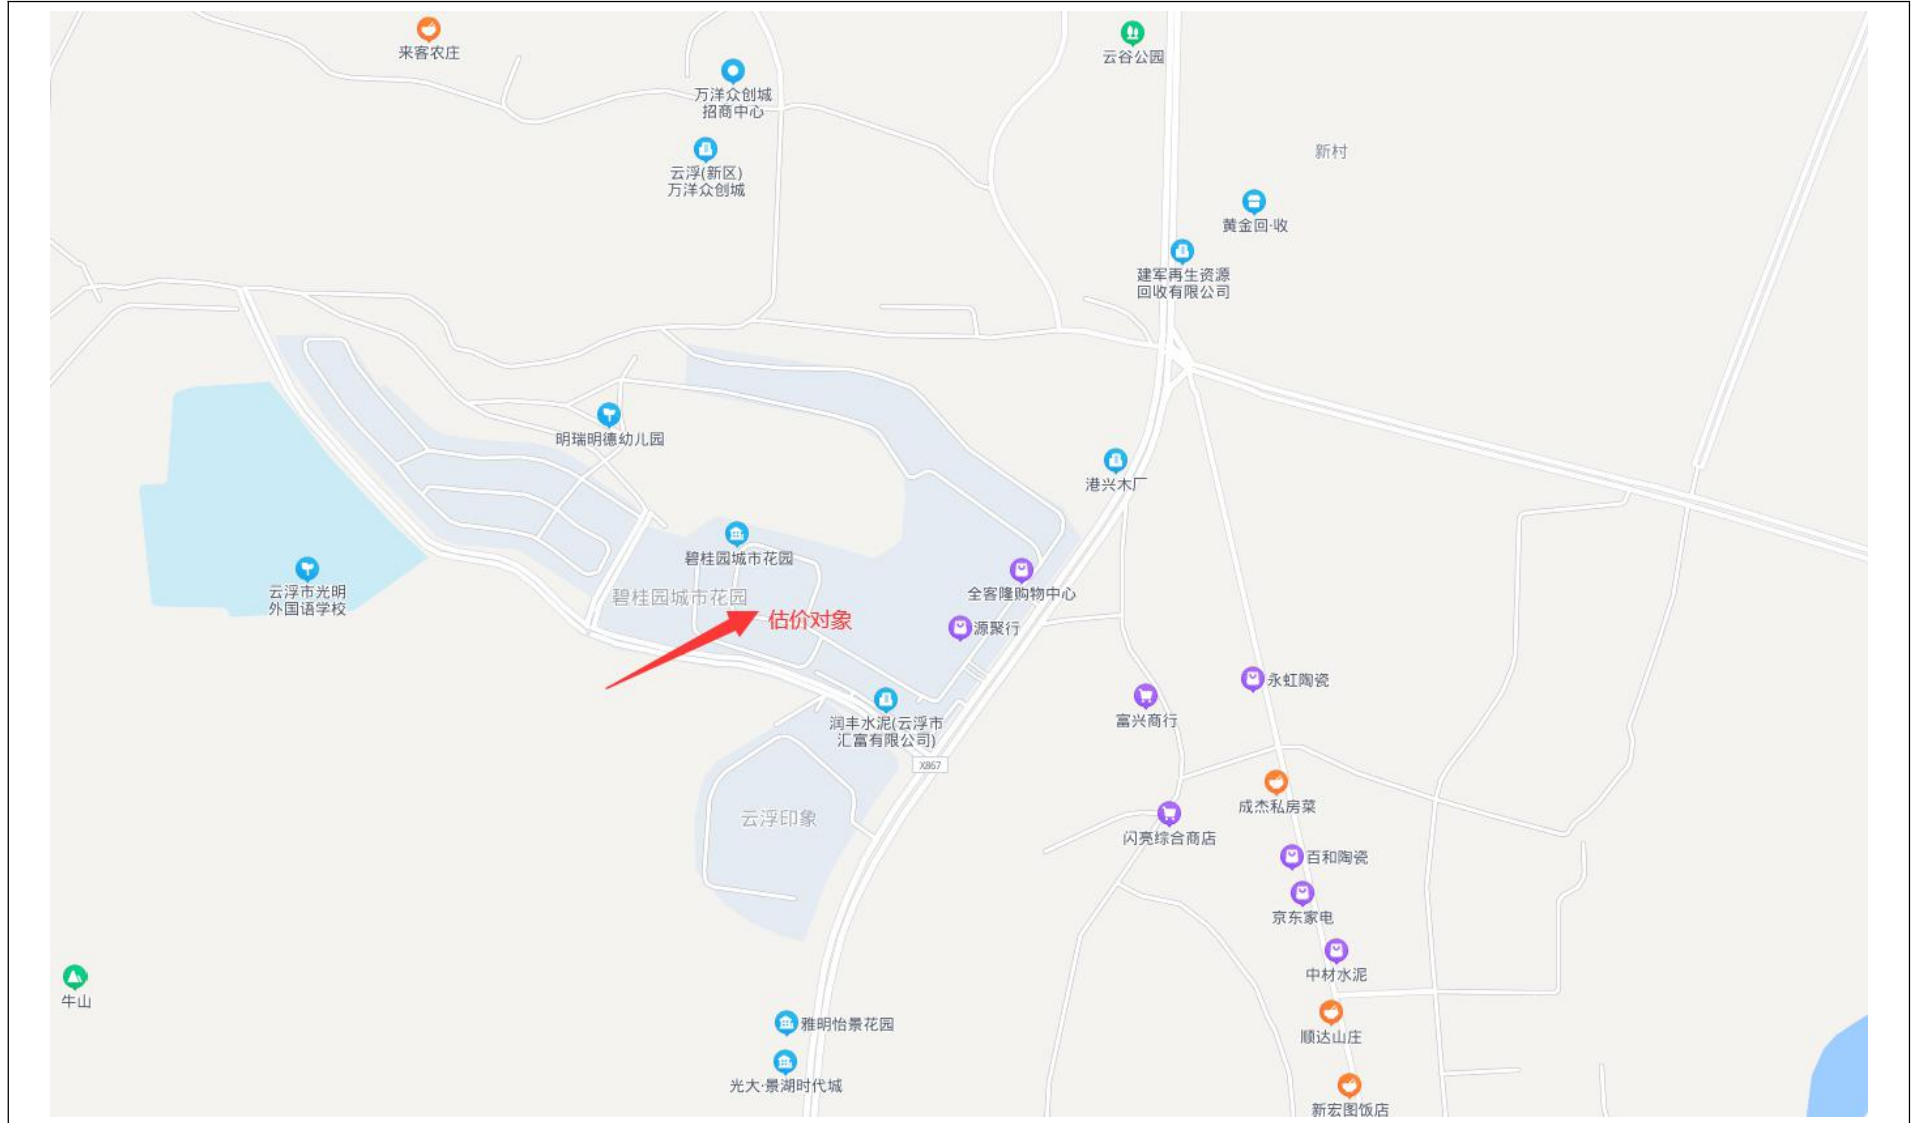 来客农庄
云谷公园
万洋众创城
招商中心
新村
云浮(新区)
万洋众创城
黄金回·收
建军再生资源
回收有限公司
明瑞明德幼儿园
港兴木厂
碧桂园城市花园
云浮市光明
外国语学校
碧桂园城市花园
全客隆购物中心
估价对象
源聚行
永虹陶瓷
富兴商行
润丰水泥(云浮市
汇富有限公司)
X867
云浮印象
成杰私房菜
闪亮综合商店
百和陶瓷
京东家电
中材水泥
牛山
雅明怡景花园
顺达山庄
光大·景湖时代城
新宏图饭店